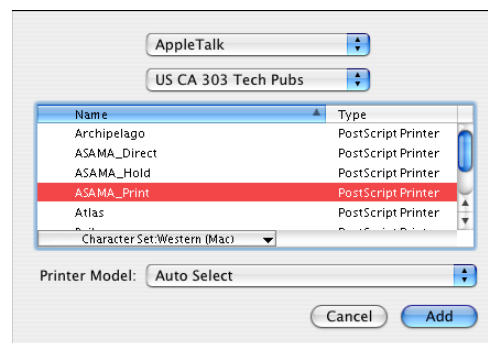 AppleTalk
US CA 303 Tech Pubs
Name Type
Archipelago PostScript Printer
ASAMA_Direct PostScript Printer
ASAMA_Hold PostScript Printer
ASAMA_Print PostScript Printer
Atlas PostScript Printer
Character Set:Western (Mac)
Printer Model: Auto Select
Cancel Add